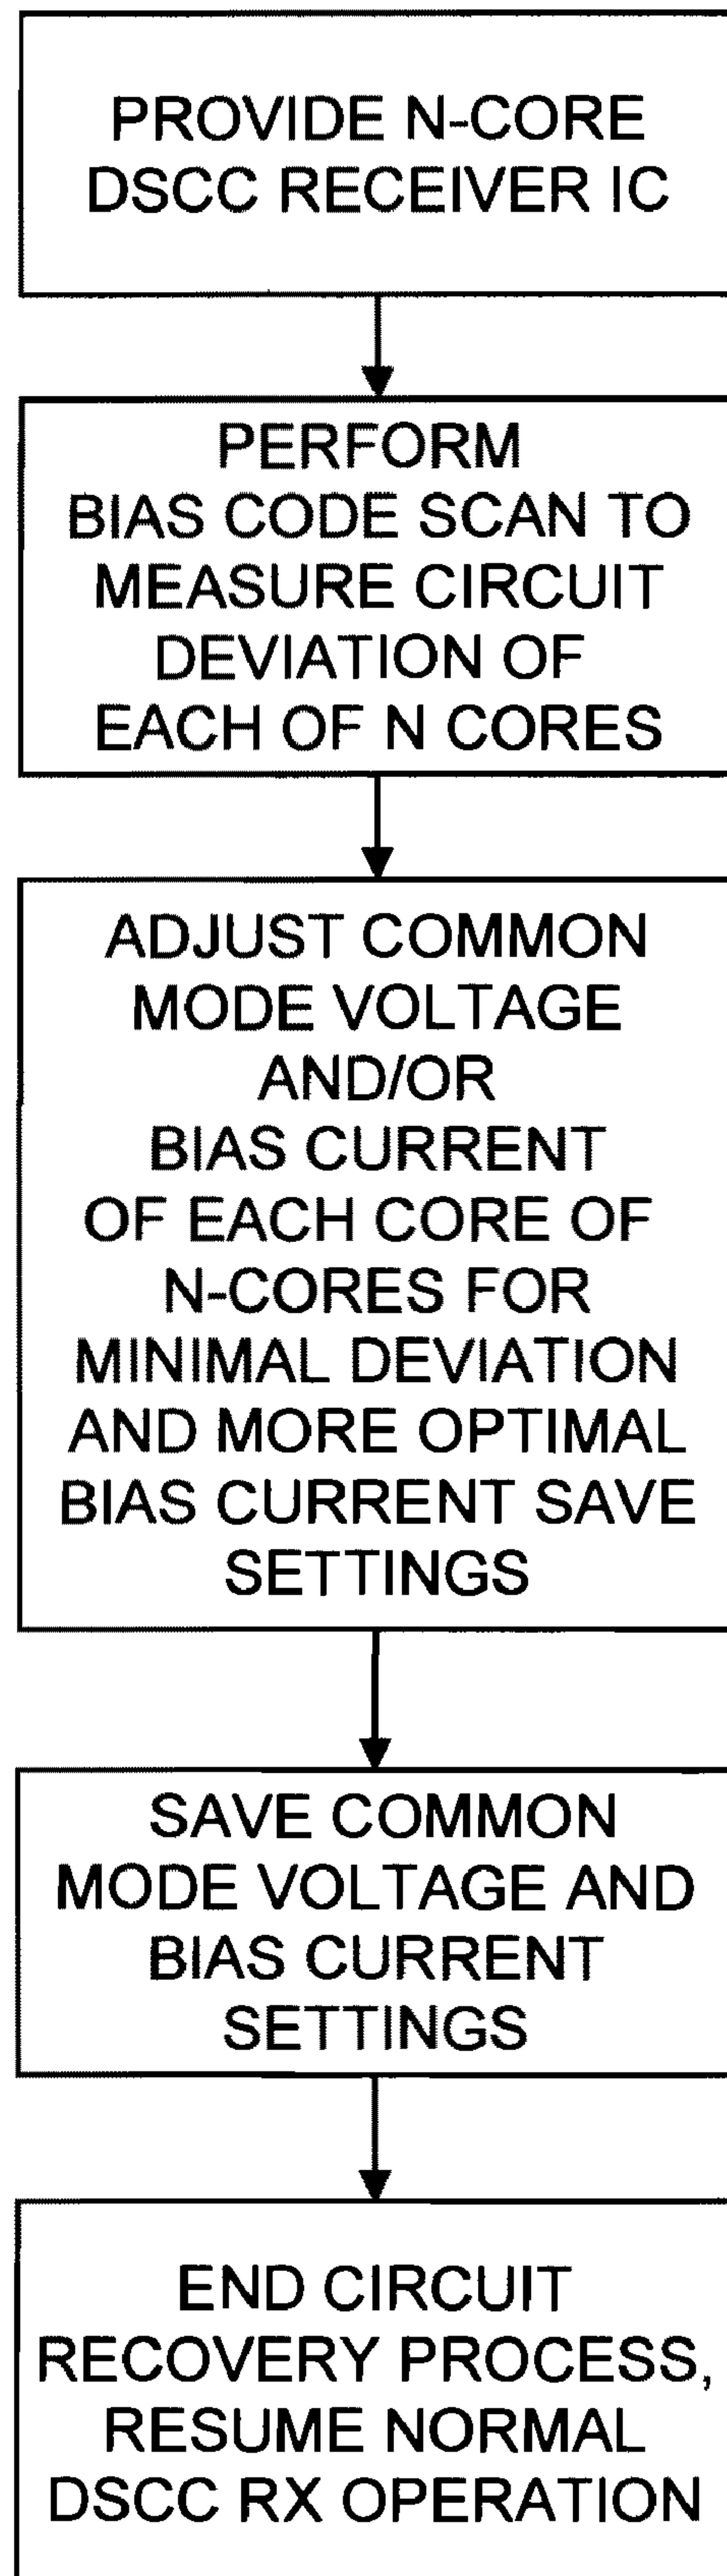 PROVIDE N-CORE
DSCC RECEIVER IC
PERFORM
BIAS CODE SCAN TO
MEASURE CIRCUIT
DEVIATION OF
EACH OF N CORES
ADJUST COMMON
MODE VOLTAGE
AND/OR
BIAS CURRENT
OF EACH CORE OF
N-CORES FOR
MINIMAL DEVIATION
AND MORE OPTIMAL
BIAS CURRENT SAVE
SETTINGS
SAVE COMMON
MODE VOLTAGE AND
BIAS CURRENT
SETTINGS
END CIRCUIT
RECOVERY PROCESS,
RESUME NORMAL
DSCC RX OPERATION